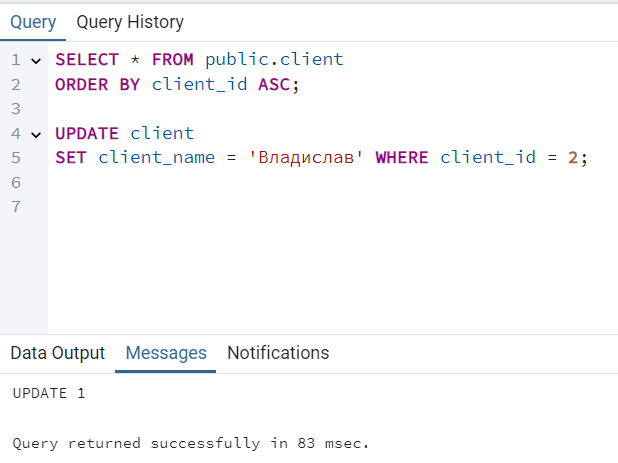 Query Query History
1 SELECT * FROM public.client
2 ORDER BY client_id ASC;
3
4 UPDATE client
5 SET client_name = 'Владислав' WHERE client_id = 2;
6
7
Data Output Messages Notifications
UPDATE 1
Query returned successfully in 83 msec.